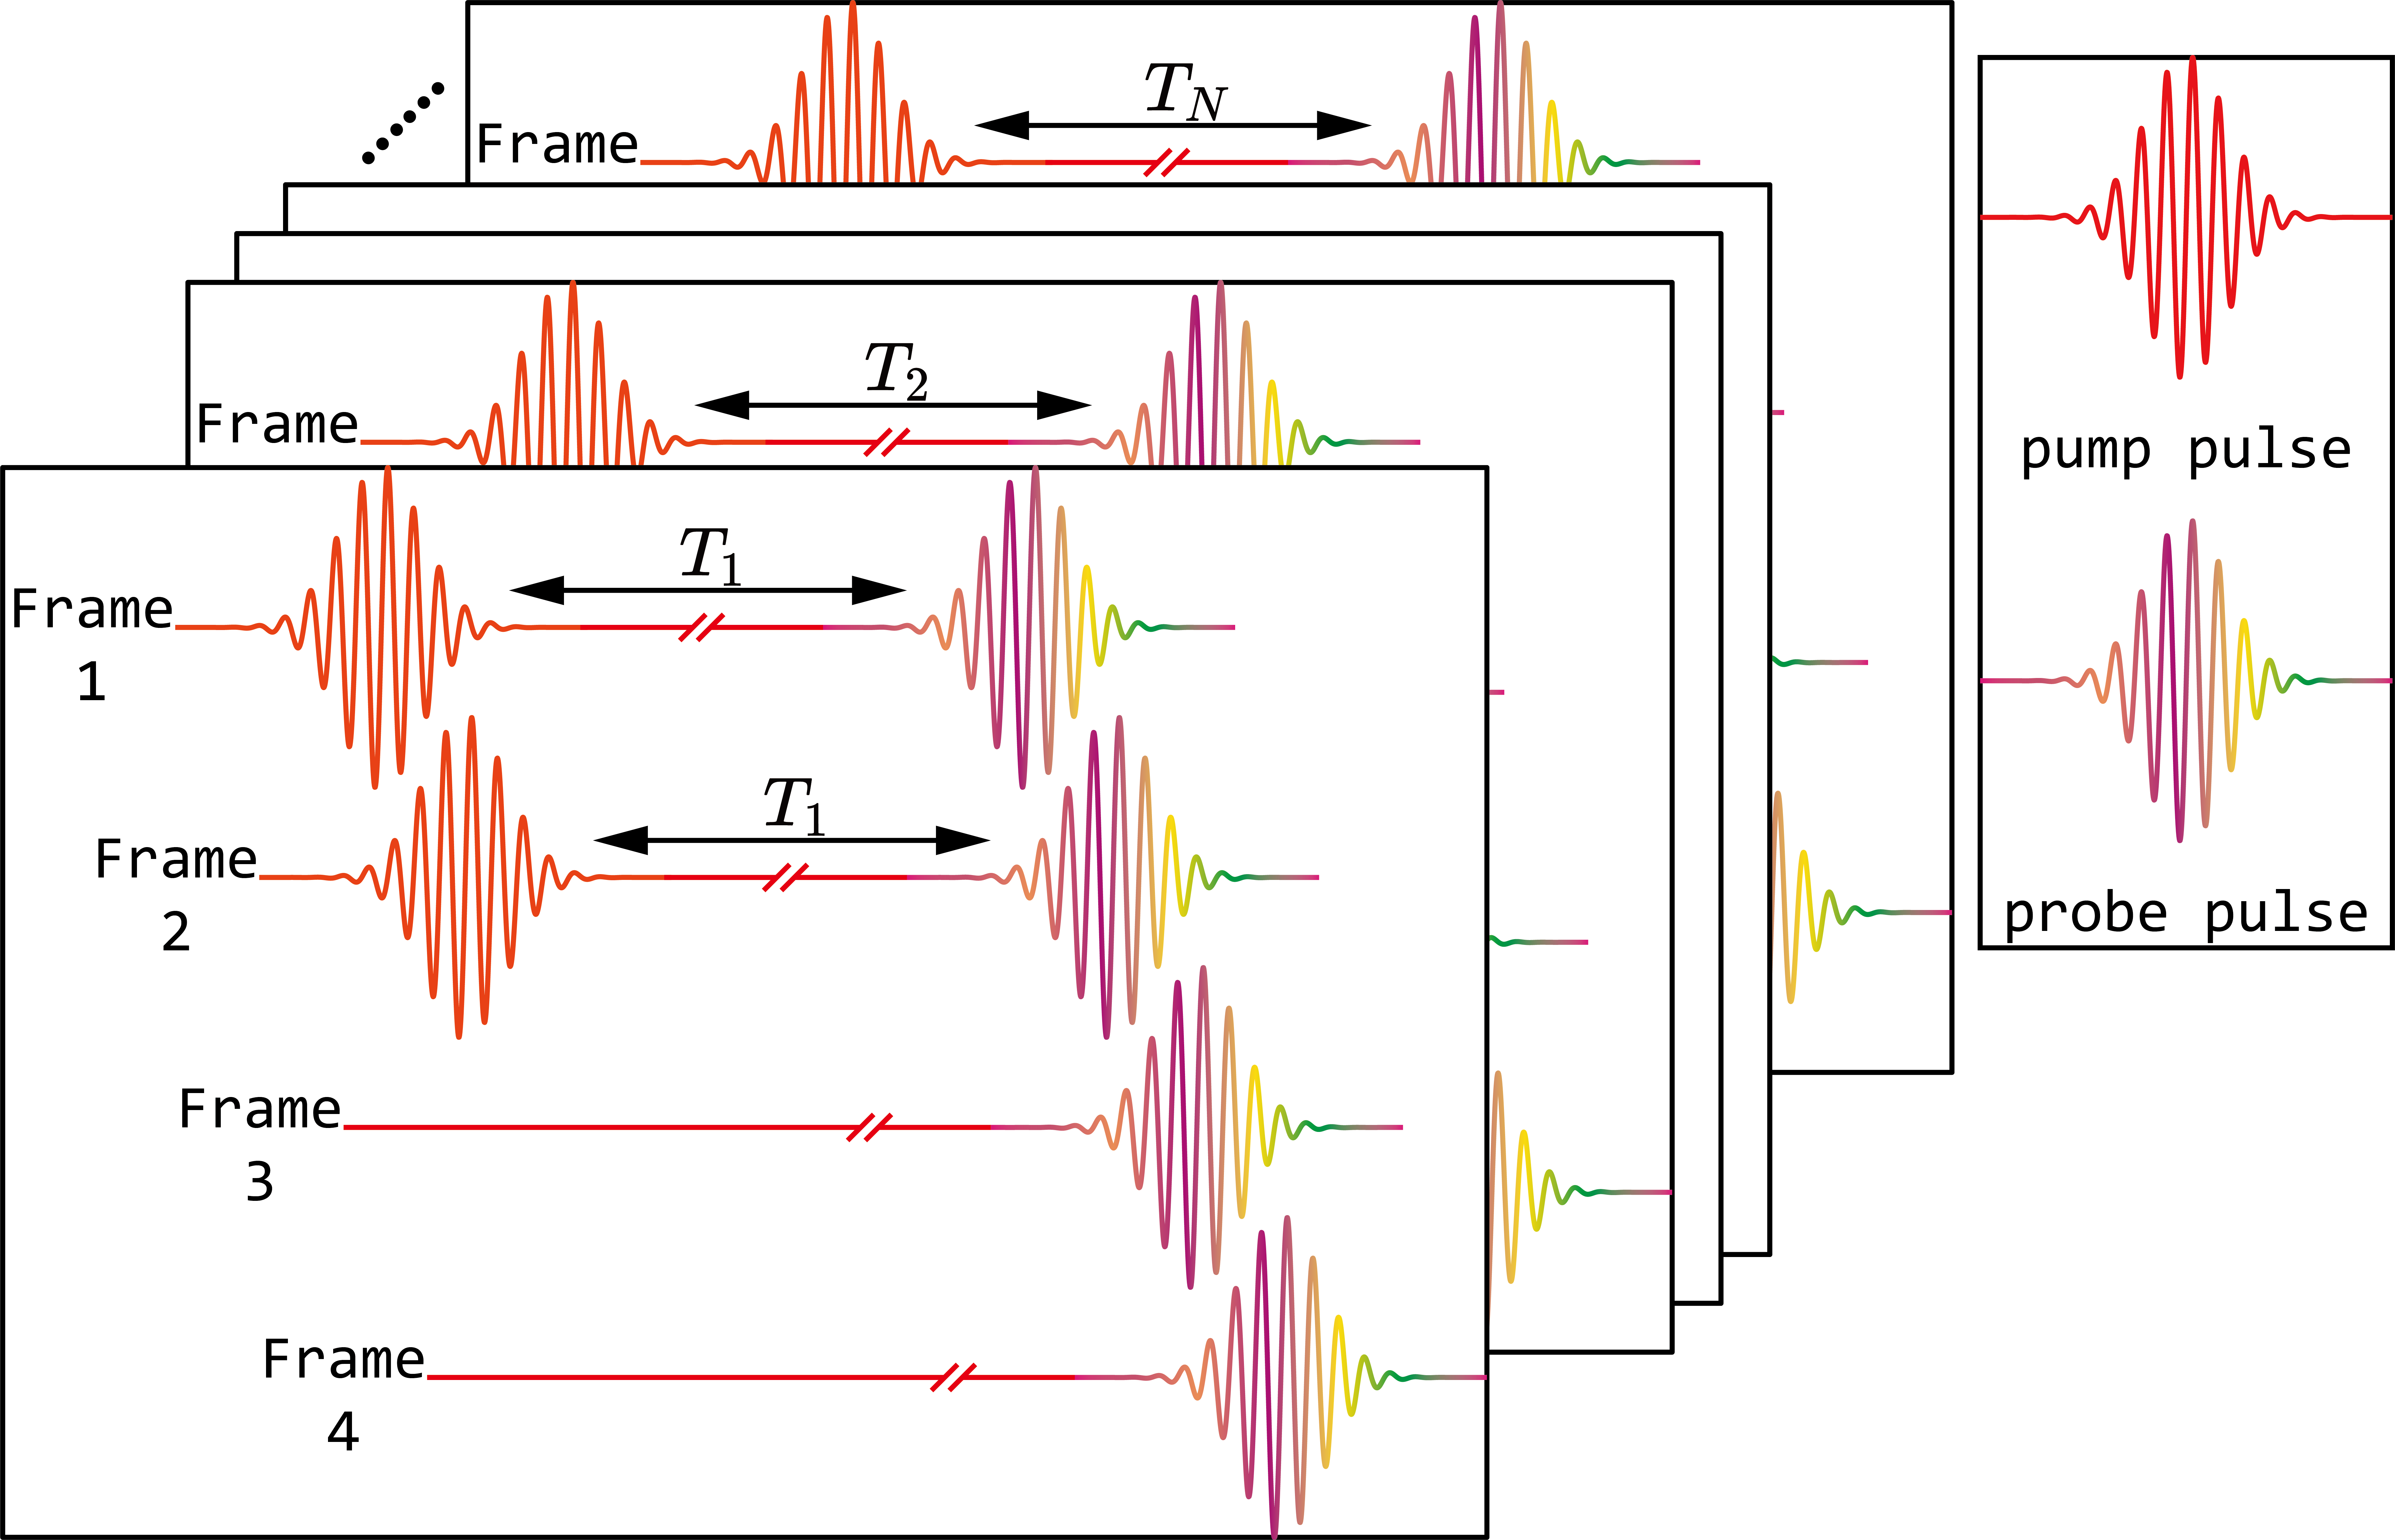 T_N
Frame
T_2
Frame
T_1
Frame
1
T_1
Frame
2
Frame
3
Frame
4
pump pulse
probe pulse